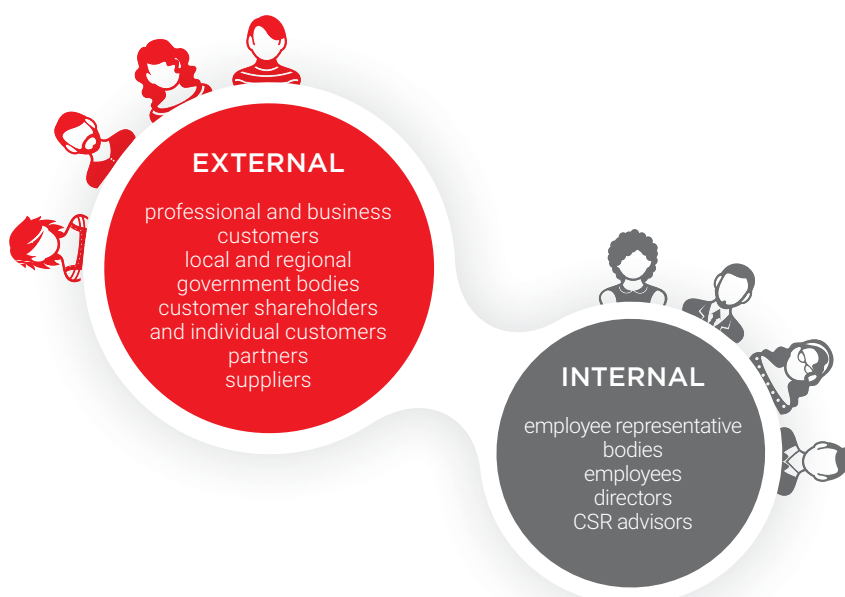 EXTERNAL
professional and business
customers
local and regional
government bodies
customer shareholders
and individual customers
partners
suppliers
INTERNAL
employee representative
bodies
employees
directors
CSR advisors